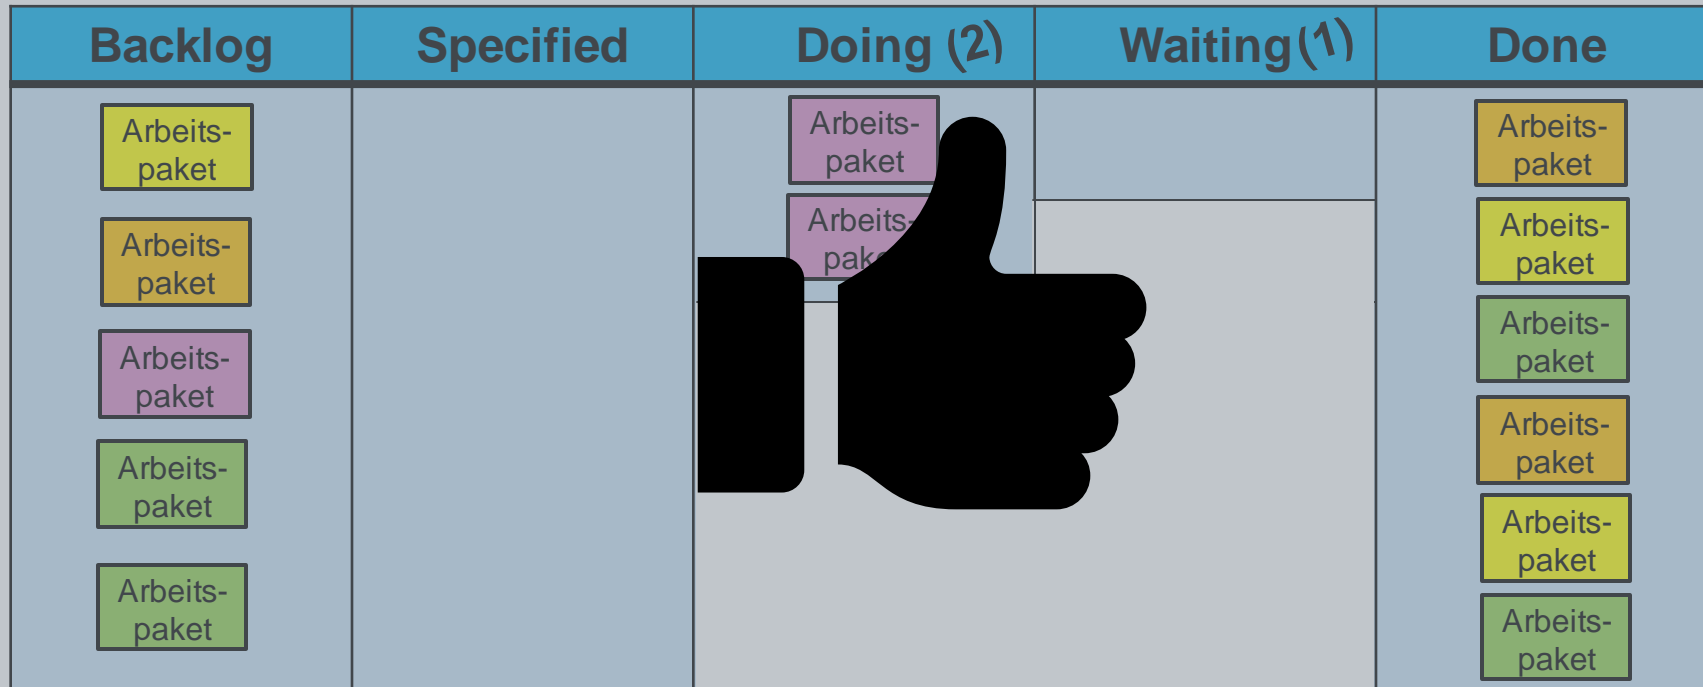 Backlog
Specified
Doing (2)
Waiting (1)
Done
Arbeits-
paket
Arbeits-
paket
Arbeits-
paket
Arbeits-
paket
Arbeits-
paket
Arbeits-
paket
Arbeits-
pak
Arbeits-
paket
Arbeits-
paket
Arbeits-
paket
Arbeits-
paket
Arbeits-
paket
Arbeits-
paket